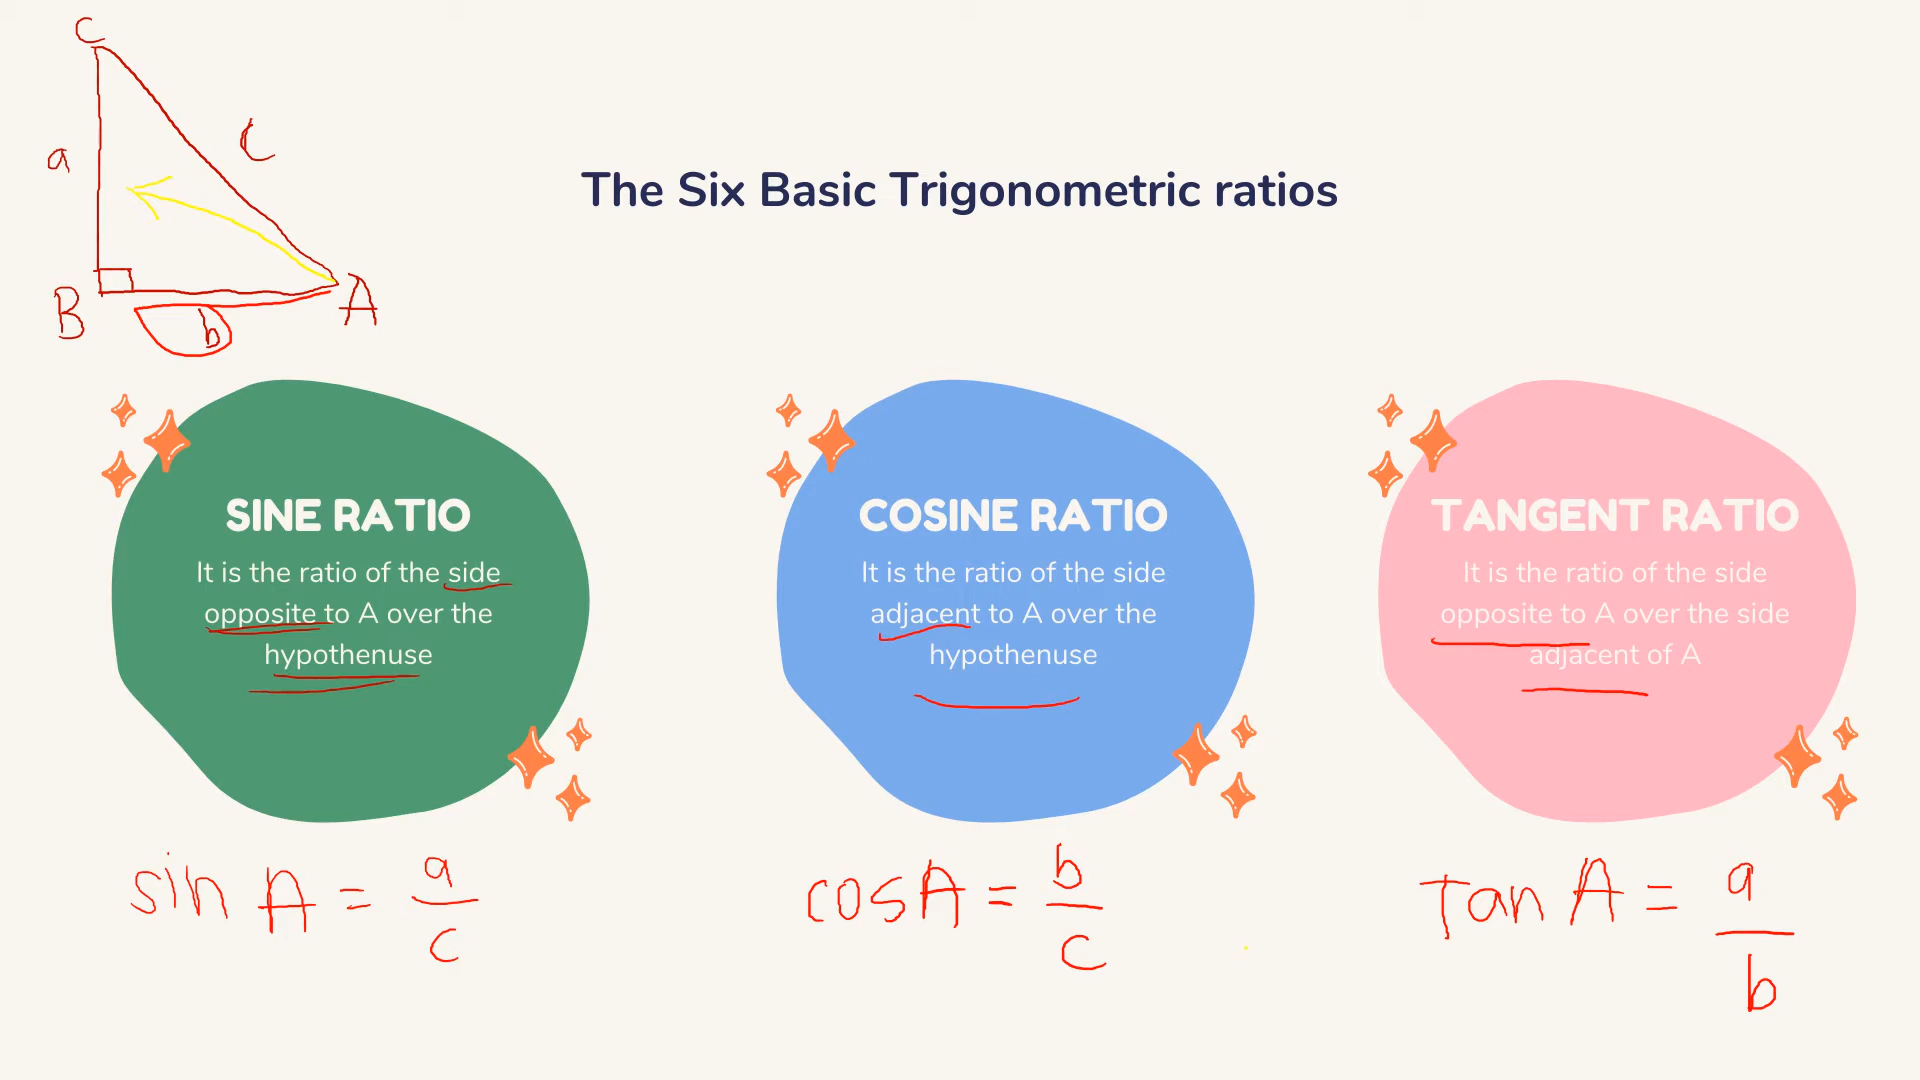 C
a
c
B
b
A
The Six Basic Trigonometric ratios
SINE RATIO
It is the ratio of the side
opposite to A over the
hypothenuse
sin A = a/c
COSINE RATIO
It is the ratio of the side
adjacent to A over the
hypothenuse
cos A = b/c
TANGENT RATIO
It is the ratio of the side
opposite to A over the side
adjacent of A
Tan A = a/b